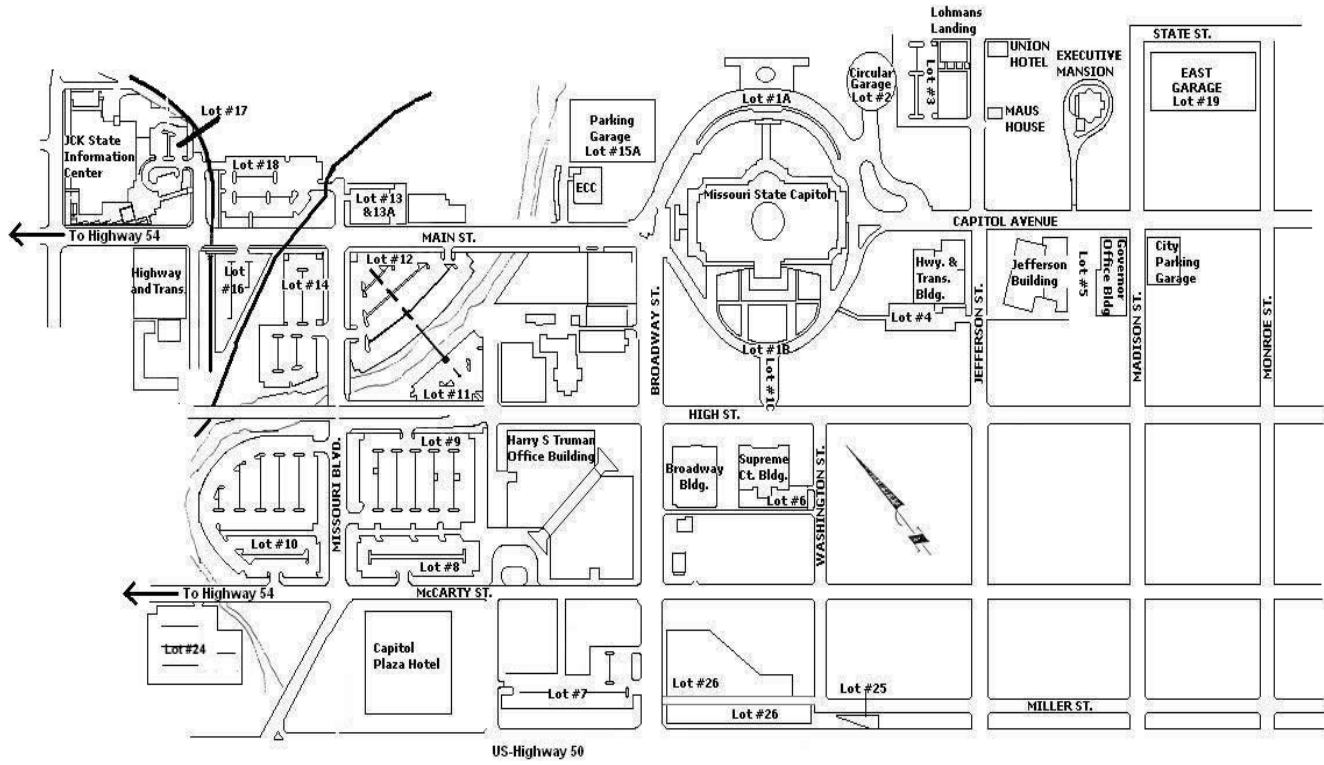 Lohmans
Landing
STATE ST.
UNION
HOTEL
EXECUTIVE
MANSION
Circular
Garage
Lot #2
Lot #3
EAST
GARAGE
Lot #19
Lot #1A
Lot #17
MAUS
HOUSE
Parking
Garage
Lot #15A
JCK State
Information
Center
Lot #18
ECC
Missouri State Capitol
Lot #13
&13A
CAPITOL AVENUE
To Highway 54
MAIN ST.
Lot #12
Highway
and Trans.
Lot
#16
Lot #14
Hwy. &
Trans.
Bldg.
Jefferson
Building
Lot #5
Governor
Office Bldg
City
Parking
Garage
Lot #4
BROADWAY ST.
JEFFERSON ST.
MADISON ST.
MONROE ST.
Lot #1B
Lot #1C
Lot #11
HIGH ST.
MISSOURI BLVD.
Lot #9
Harry S Truman
Office Building
Broadway
Bldg.
Supreme
Ct. Bldg.
Lot #6
WASHINGTON ST.
Lot #10
Lot #8
To Highway 54
McCARTY ST.
Lot #24
Capitol
Plaza Hotel
Lot #7
Lot #26
Lot #25
Lot #26
MILLER ST.
US-Highway 50